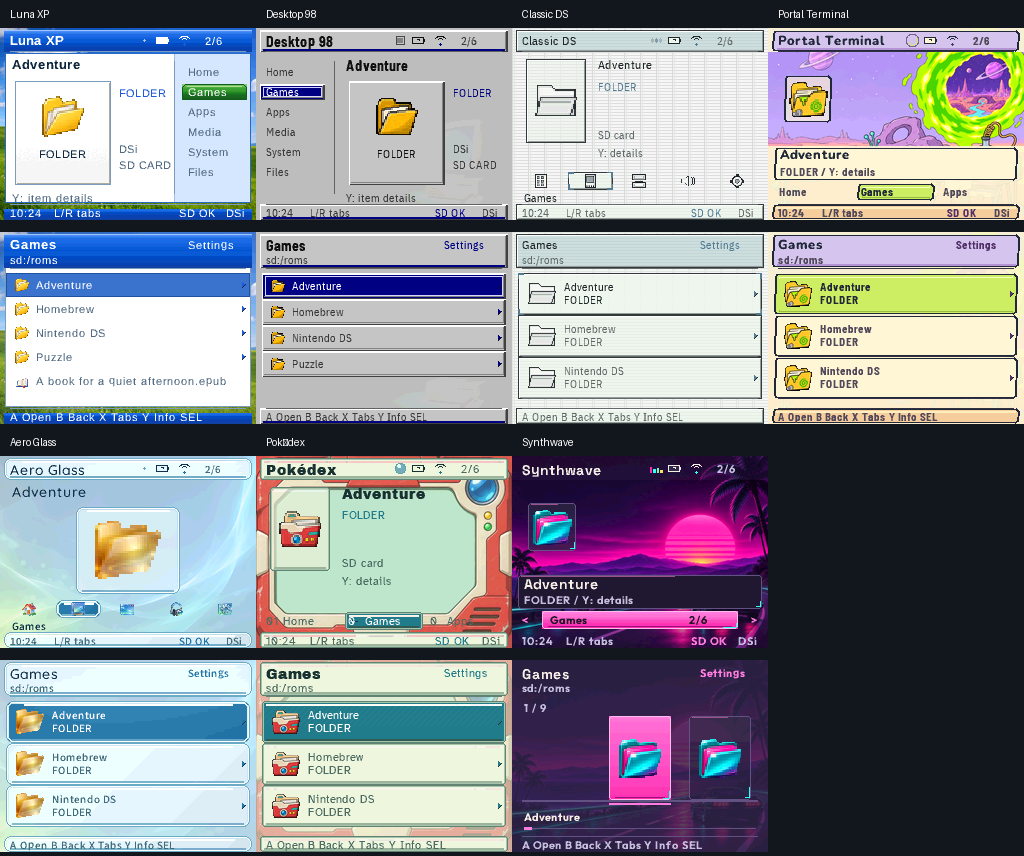 Luna XP
Luna XP 2/6
Adventure
FOLDER
FOLDER
DSi
SD CARD
Y: item details
Home
Games
Apps
Media
System
Files
10:24 L/R tabs SD OK DSi
Games Settings
sd:/roms
Adventure
Homebrew
Nintendo DS
Puzzle
A book for a quiet afternoon.epub
A Open B Back X Tabs Y Info SEL
Desktop 98
Desktop 98 2/6
Home
Games
Apps
Media
System
Files
Adventure
FOLDER
FOLDER
DSi
SD CARD
Y: item details
10:24 L/R tabs SD OK DSi
Games Settings
sd:/roms
Adventure
Homebrew
Nintendo DS
Puzzle
A Open B Back X Tabs Y Info SEL
Classic DS
Classic DS 2/6
Adventure
FOLDER
SD card
Y: details
Games
10:24 L/R tabs SD OK DSi
Games Settings
sd:/roms
Adventure
FOLDER
Homebrew
FOLDER
Nintendo DS
FOLDER
A Open B Back X Tabs Y Info SEL
Portal Terminal
Portal Terminal 2/6
Adventure
FOLDER / Y: details
Home Games Apps
10:24 L/R tabs SD OK DSi
Games Settings
sd:/roms
Adventure
FOLDER
Homebrew
FOLDER
Nintendo DS
FOLDER
A Open B Back X Tabs Y Info SEL
Aero Glass
Aero Glass 2/6
Adventure
Games
10:24 L/R tabs SD OK DSi
Games Settings
sd:/roms
Adventure
FOLDER
Homebrew
FOLDER
Nintendo DS
FOLDER
A Open B Back X Tabs Y Info SEL
Pok□dex
Pokédex 2/6
Adventure
FOLDER
SD card
Y: details
Home Games Apps
10:24 L/R tabs SD OK DSi
Games Settings
sd:/roms
Adventure
FOLDER
Homebrew
FOLDER
Nintendo DS
FOLDER
A Open B Back X Tabs Y Info SEL
Synthwave
Synthwave 2/6
Adventure
FOLDER / Y: details
< Games 2/6 >
10:24 L/R tabs SD OK DSi
Games Settings
sd:/roms
1 / 9
Adventure
A Open B Back X Tabs Y Info SEL